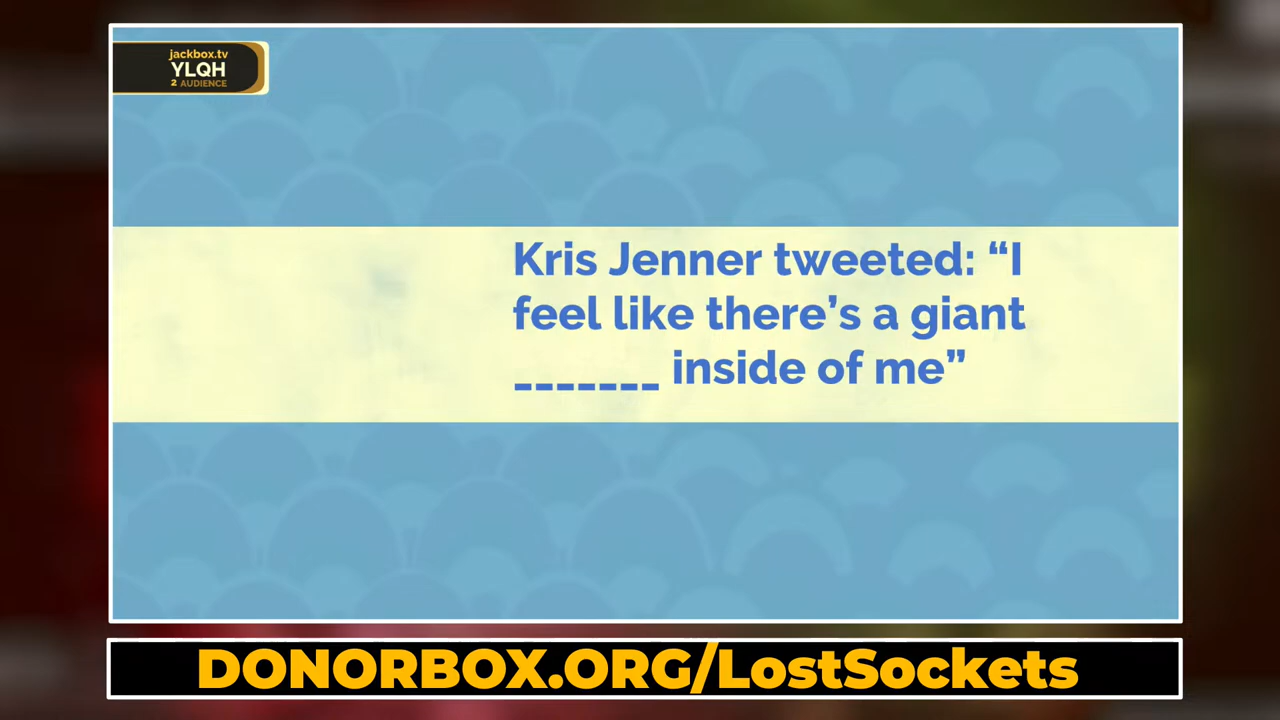 jackbox.tv
YLQH
2 AUDIENCE
Kris Jenner tweeted: “I
feel like there’s a giant
_______ inside of me”
DONORBOX.ORG/LostSockets